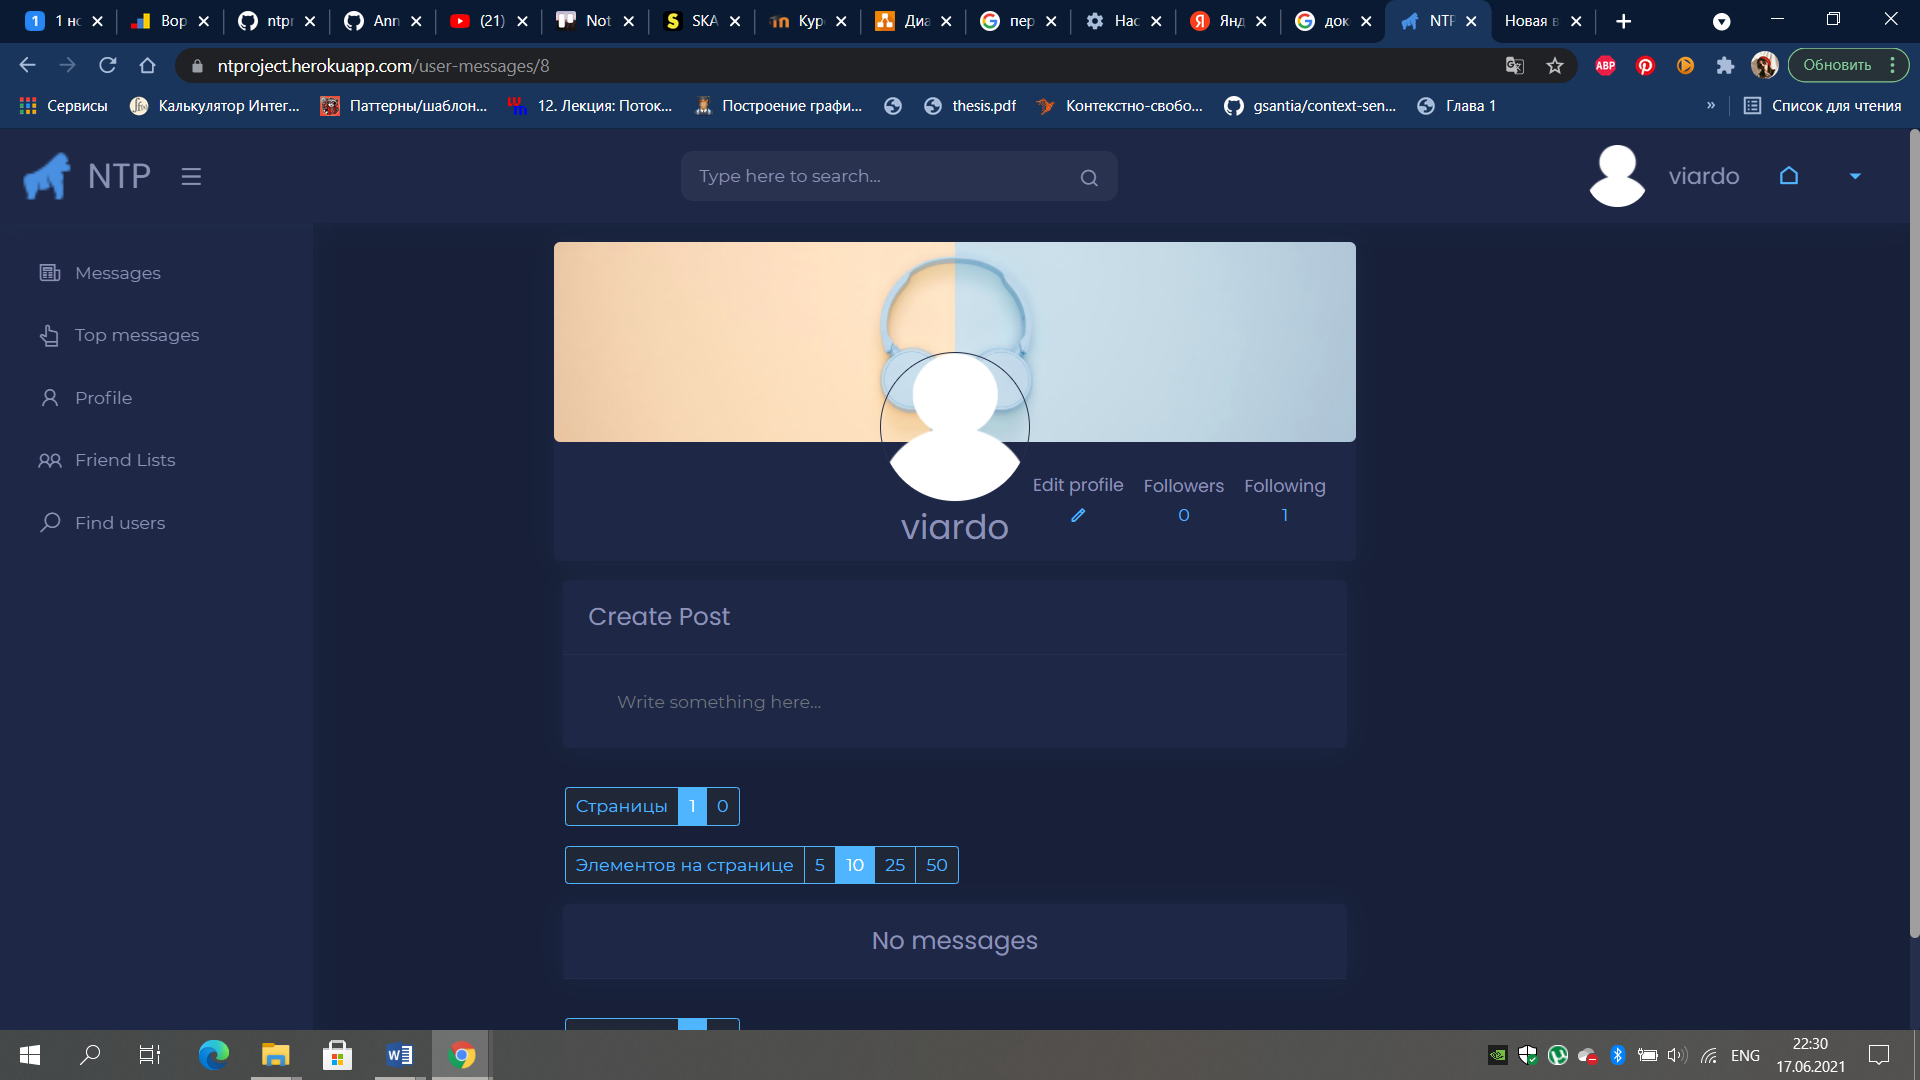 1 нс Вор ntpr Ann (21) Not SKA Кур Диа пер Нас Янд док NTF Новая в
ntproject.herokuapp.com/user-messages/8 ABP Обновить
Сервисы Калькулятор Интег... Паттерны/шаблон... 12. Лекция: Поток... Построение графи... thesis.pdf Контекстно-свобо... gsantia/context-sen... Глава 1 » Список для чтения
NTP Type here to search... viardo
Messages
Top messages
Profile
Friend Lists
Find users
Edit profile Followers Following
0 1
viardo
Create Post
Write something here...
Страницы 1 0
Элементов на странице 5 10 25 50
No messages
ENG 22:30
17.06.2021